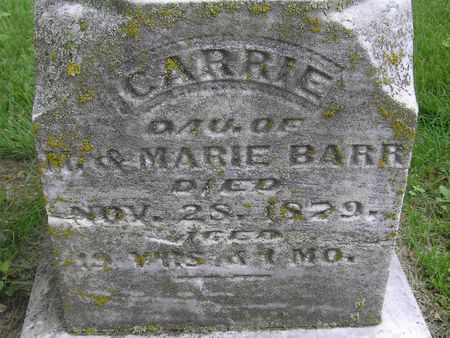 CARRIE
DAU. OF
M. & MARIE BARR
DIED
NOV. 28. 1879.
AGED
YRS & 1 MO.